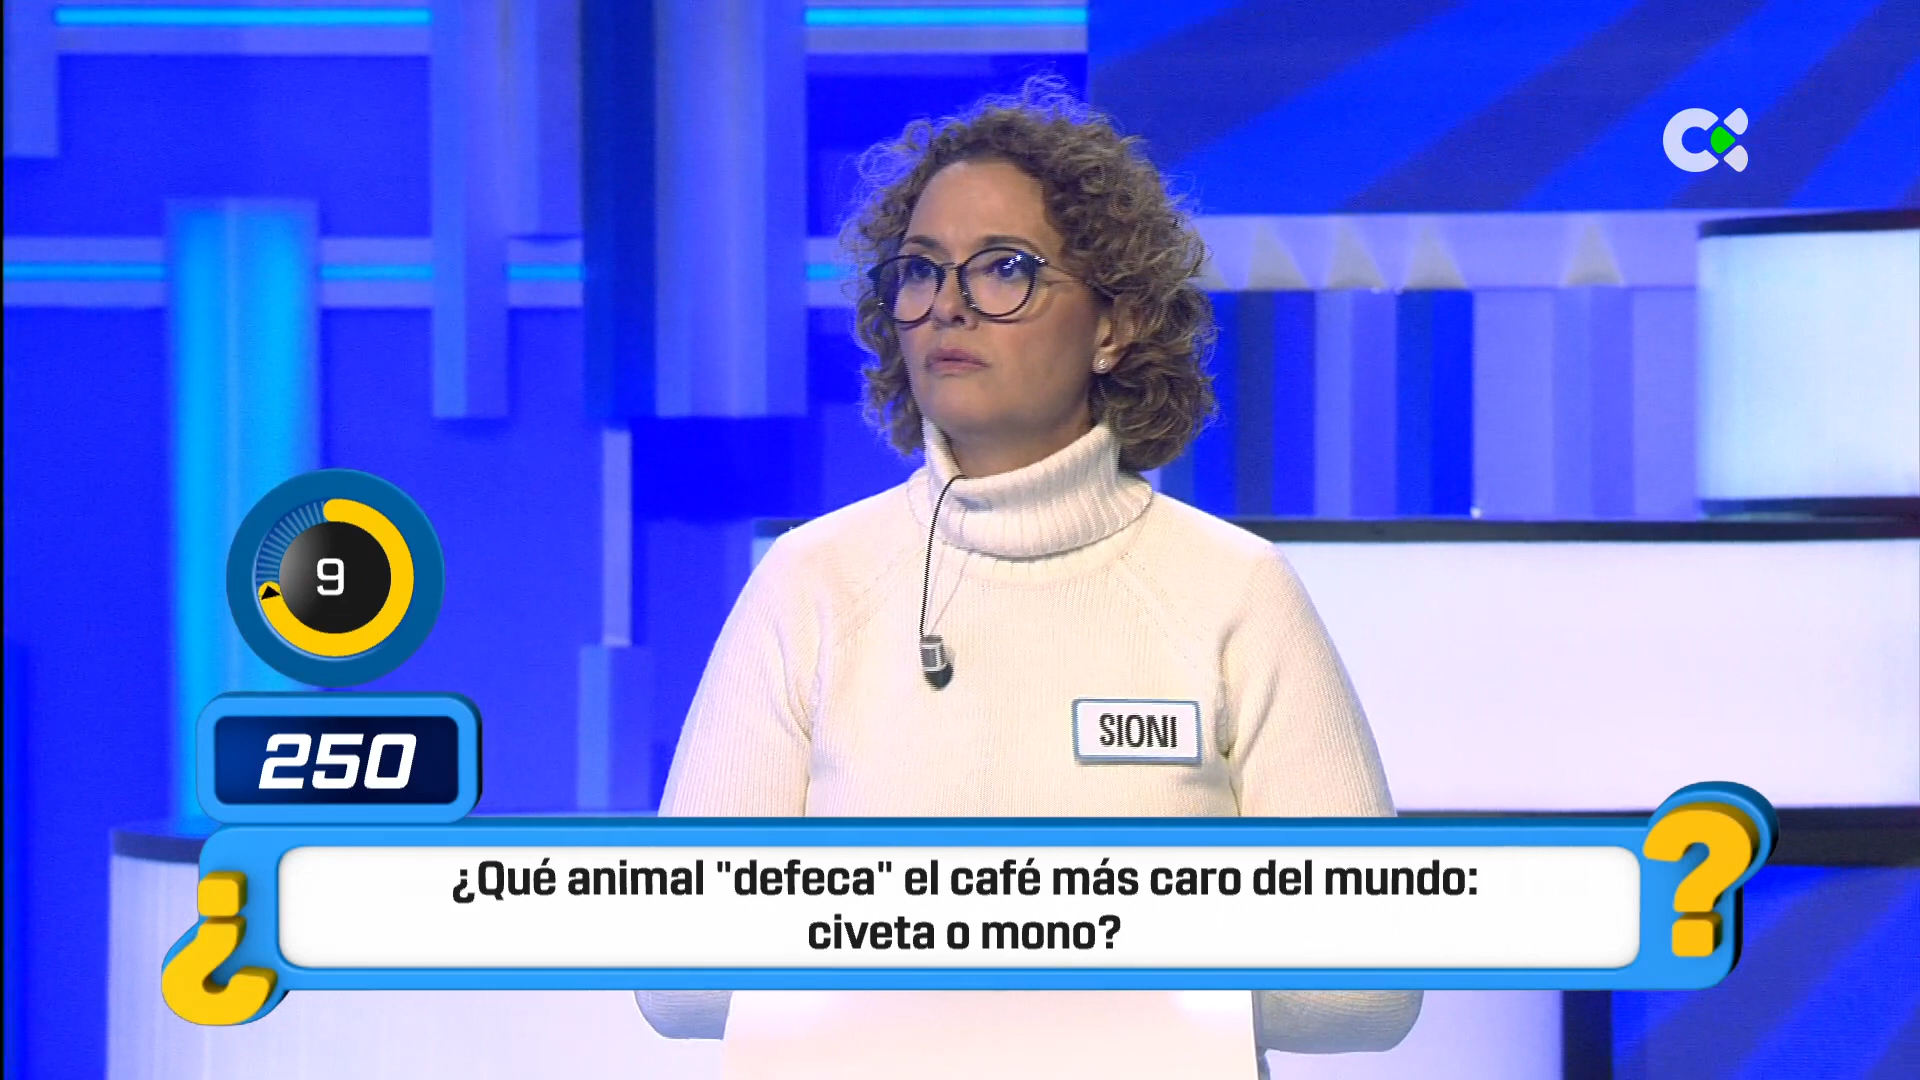 9
250
SIONI
¿Qué animal "defeca" el café más caro del mundo:
civeta o mono?